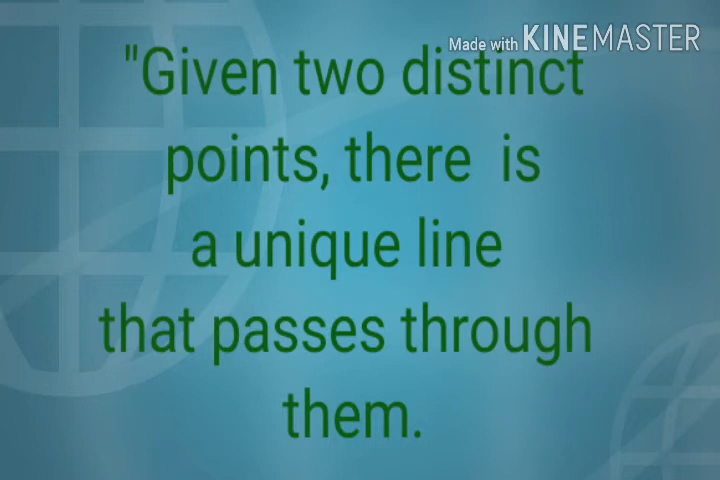 Made with KINEMASTER
"Given two distinct
points, there is
a unique line
that passes through
them.